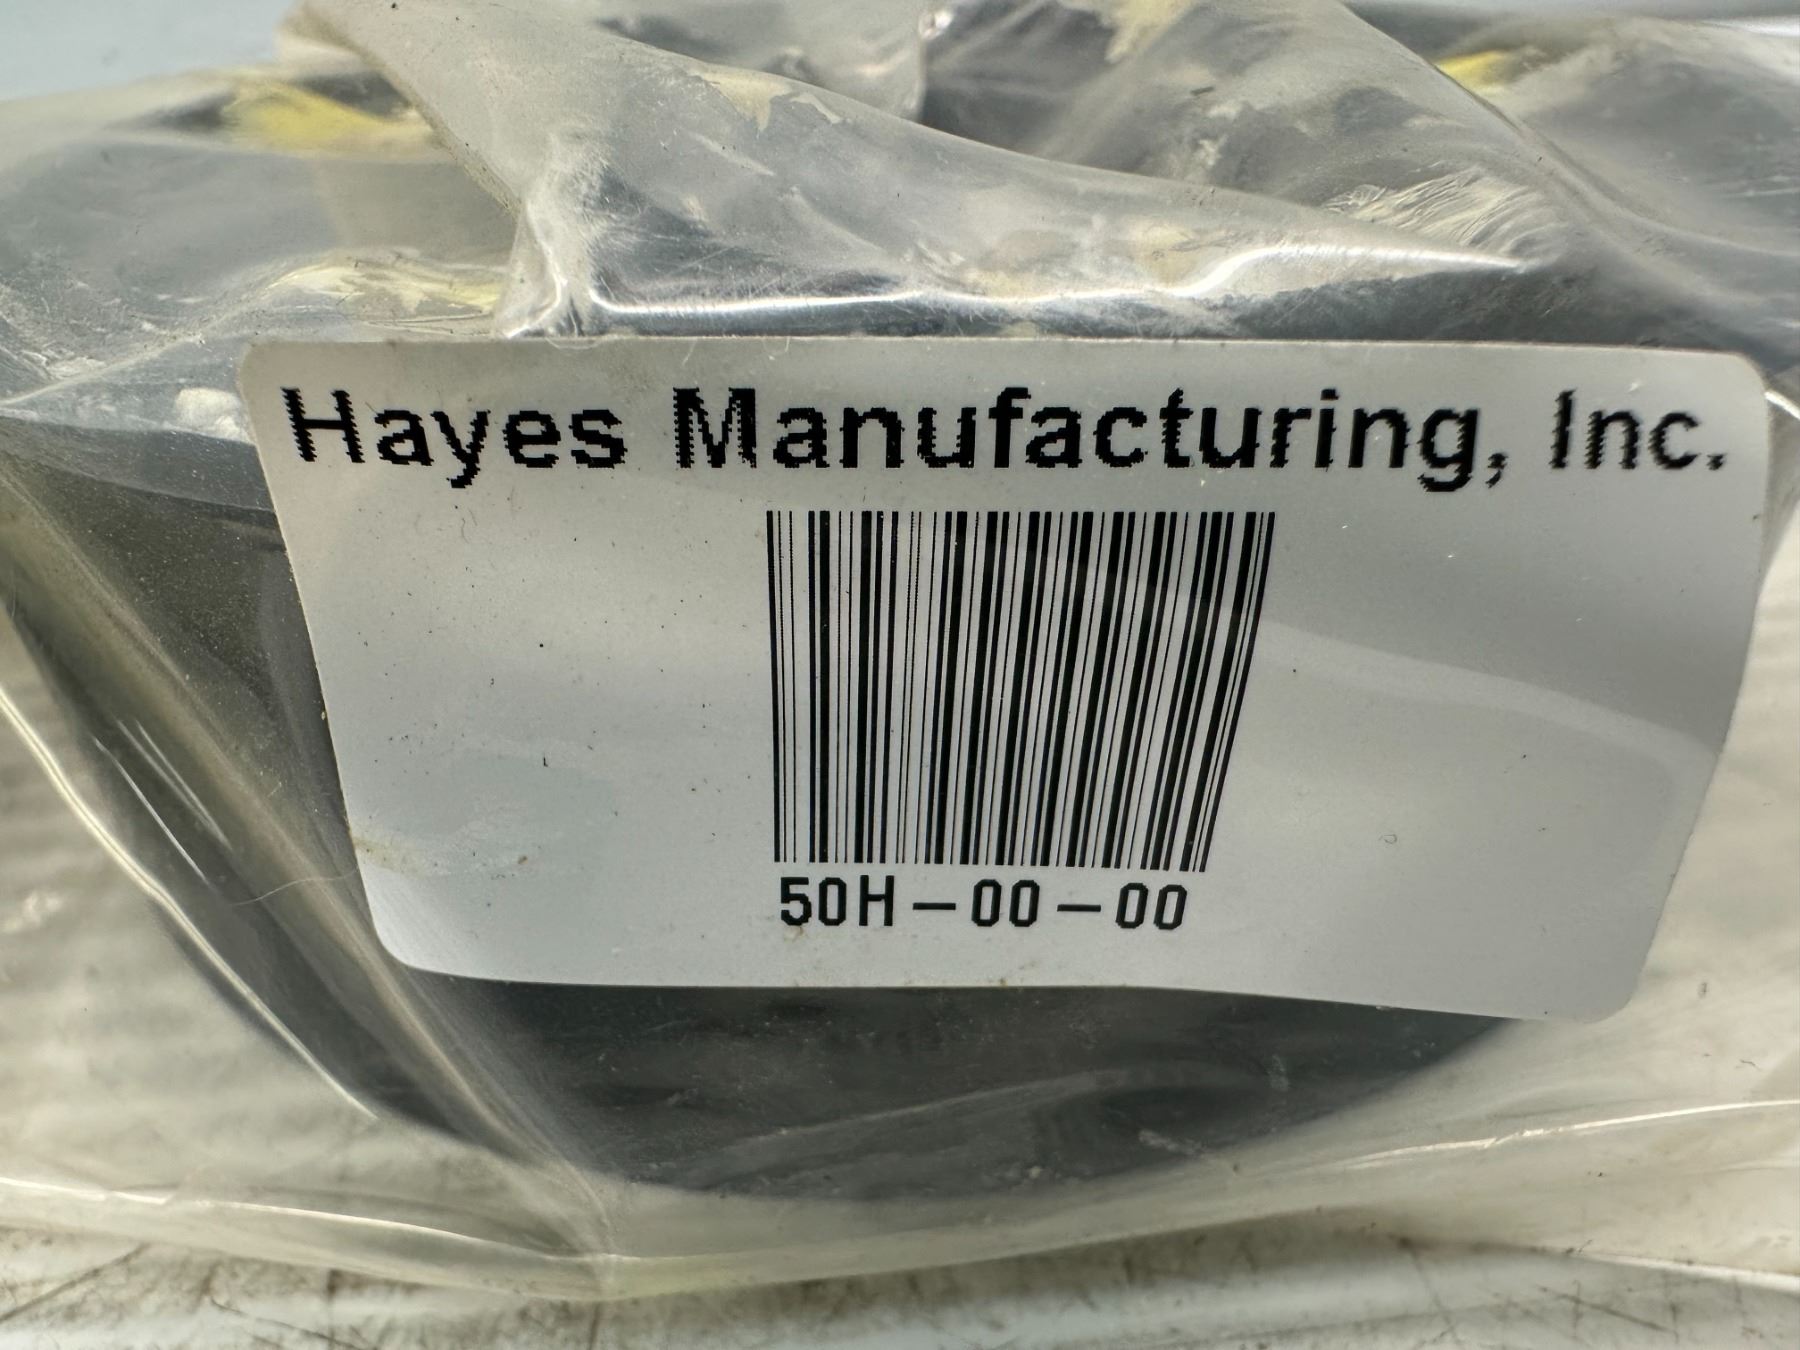 Hayes Manufacturing, Inc.
50H-00-00